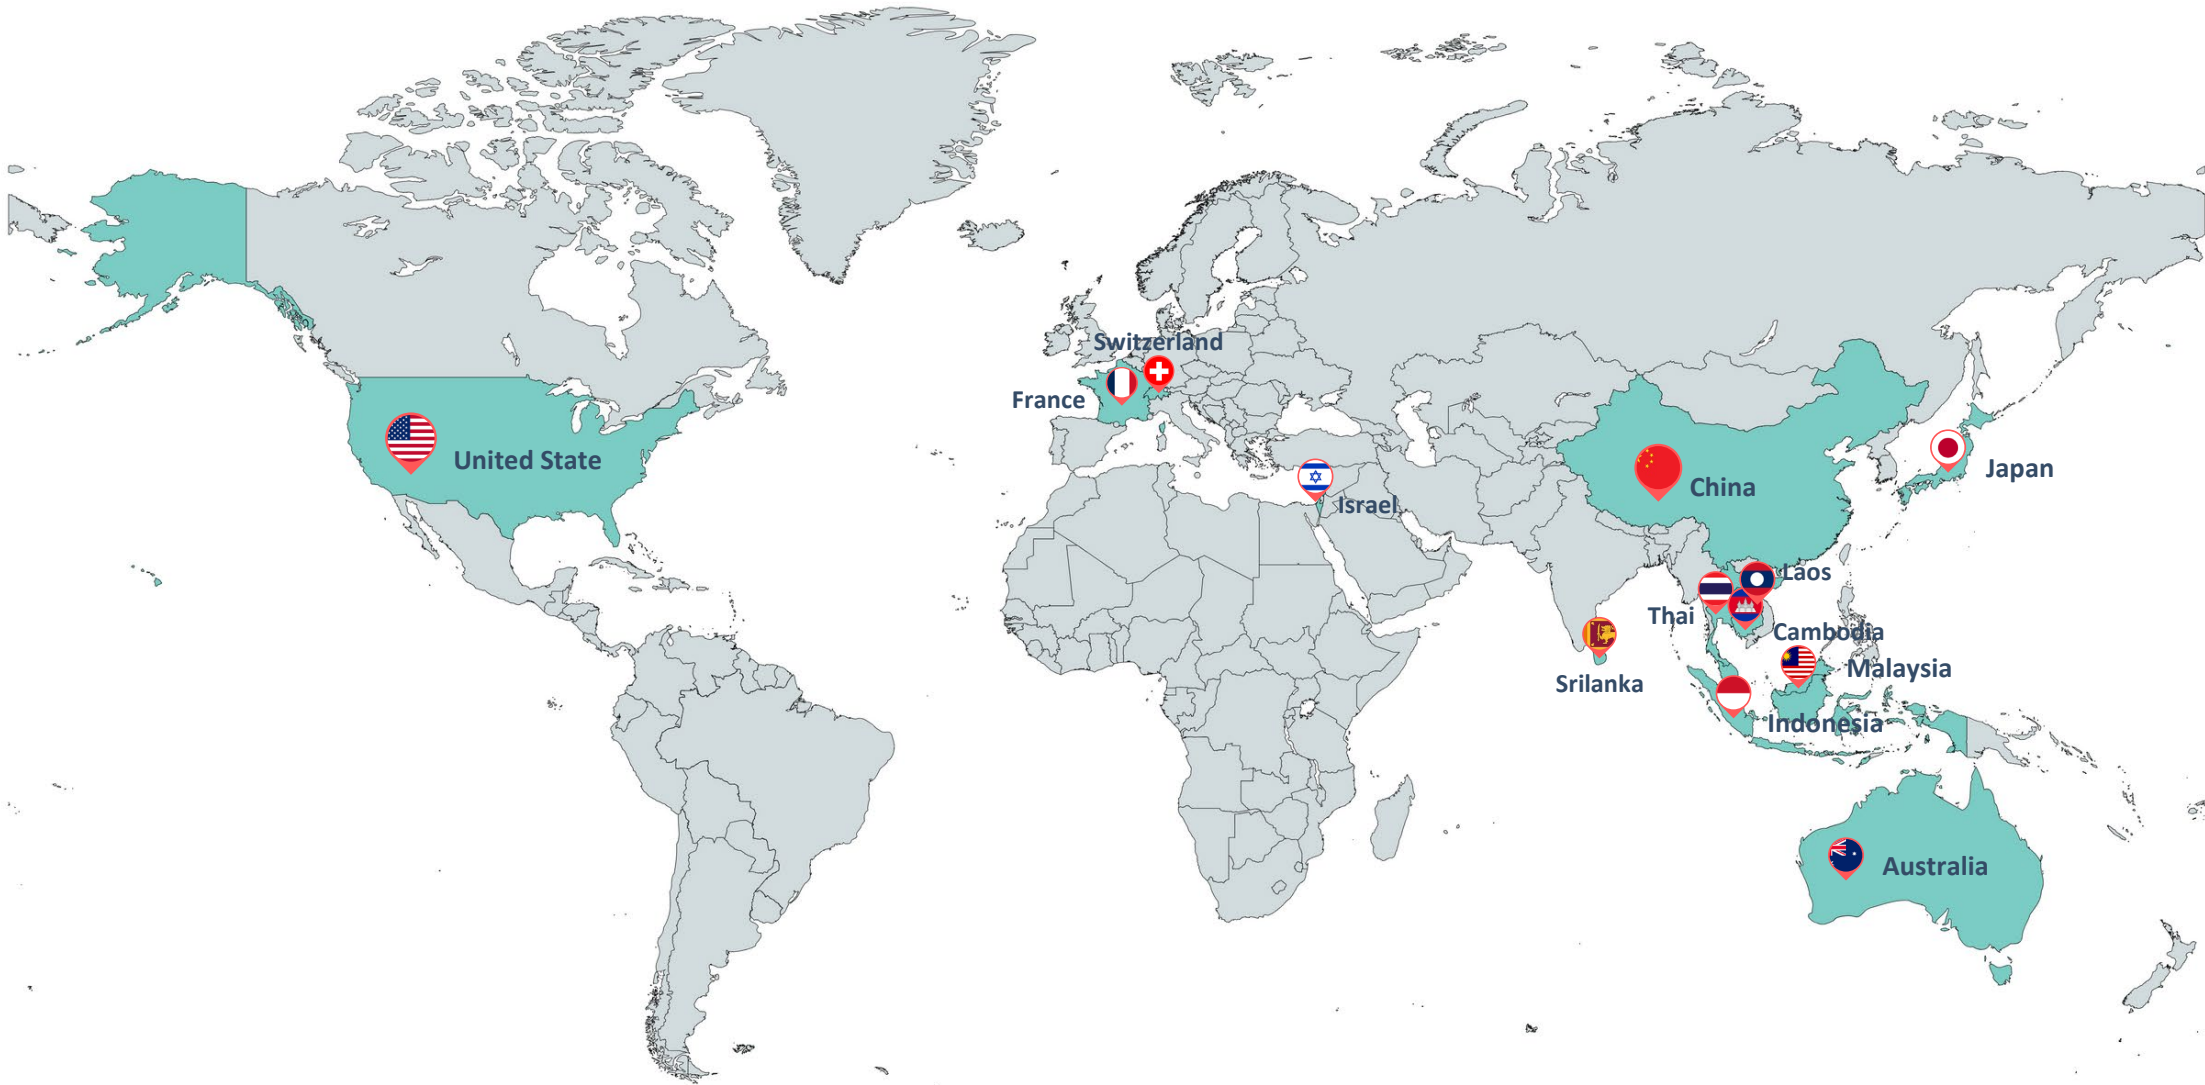 Switzerland
France
United State
Israel
China
Japan
Laos
Thai
Cambodia
Srilanka
Malaysia
Indonesia
Australia